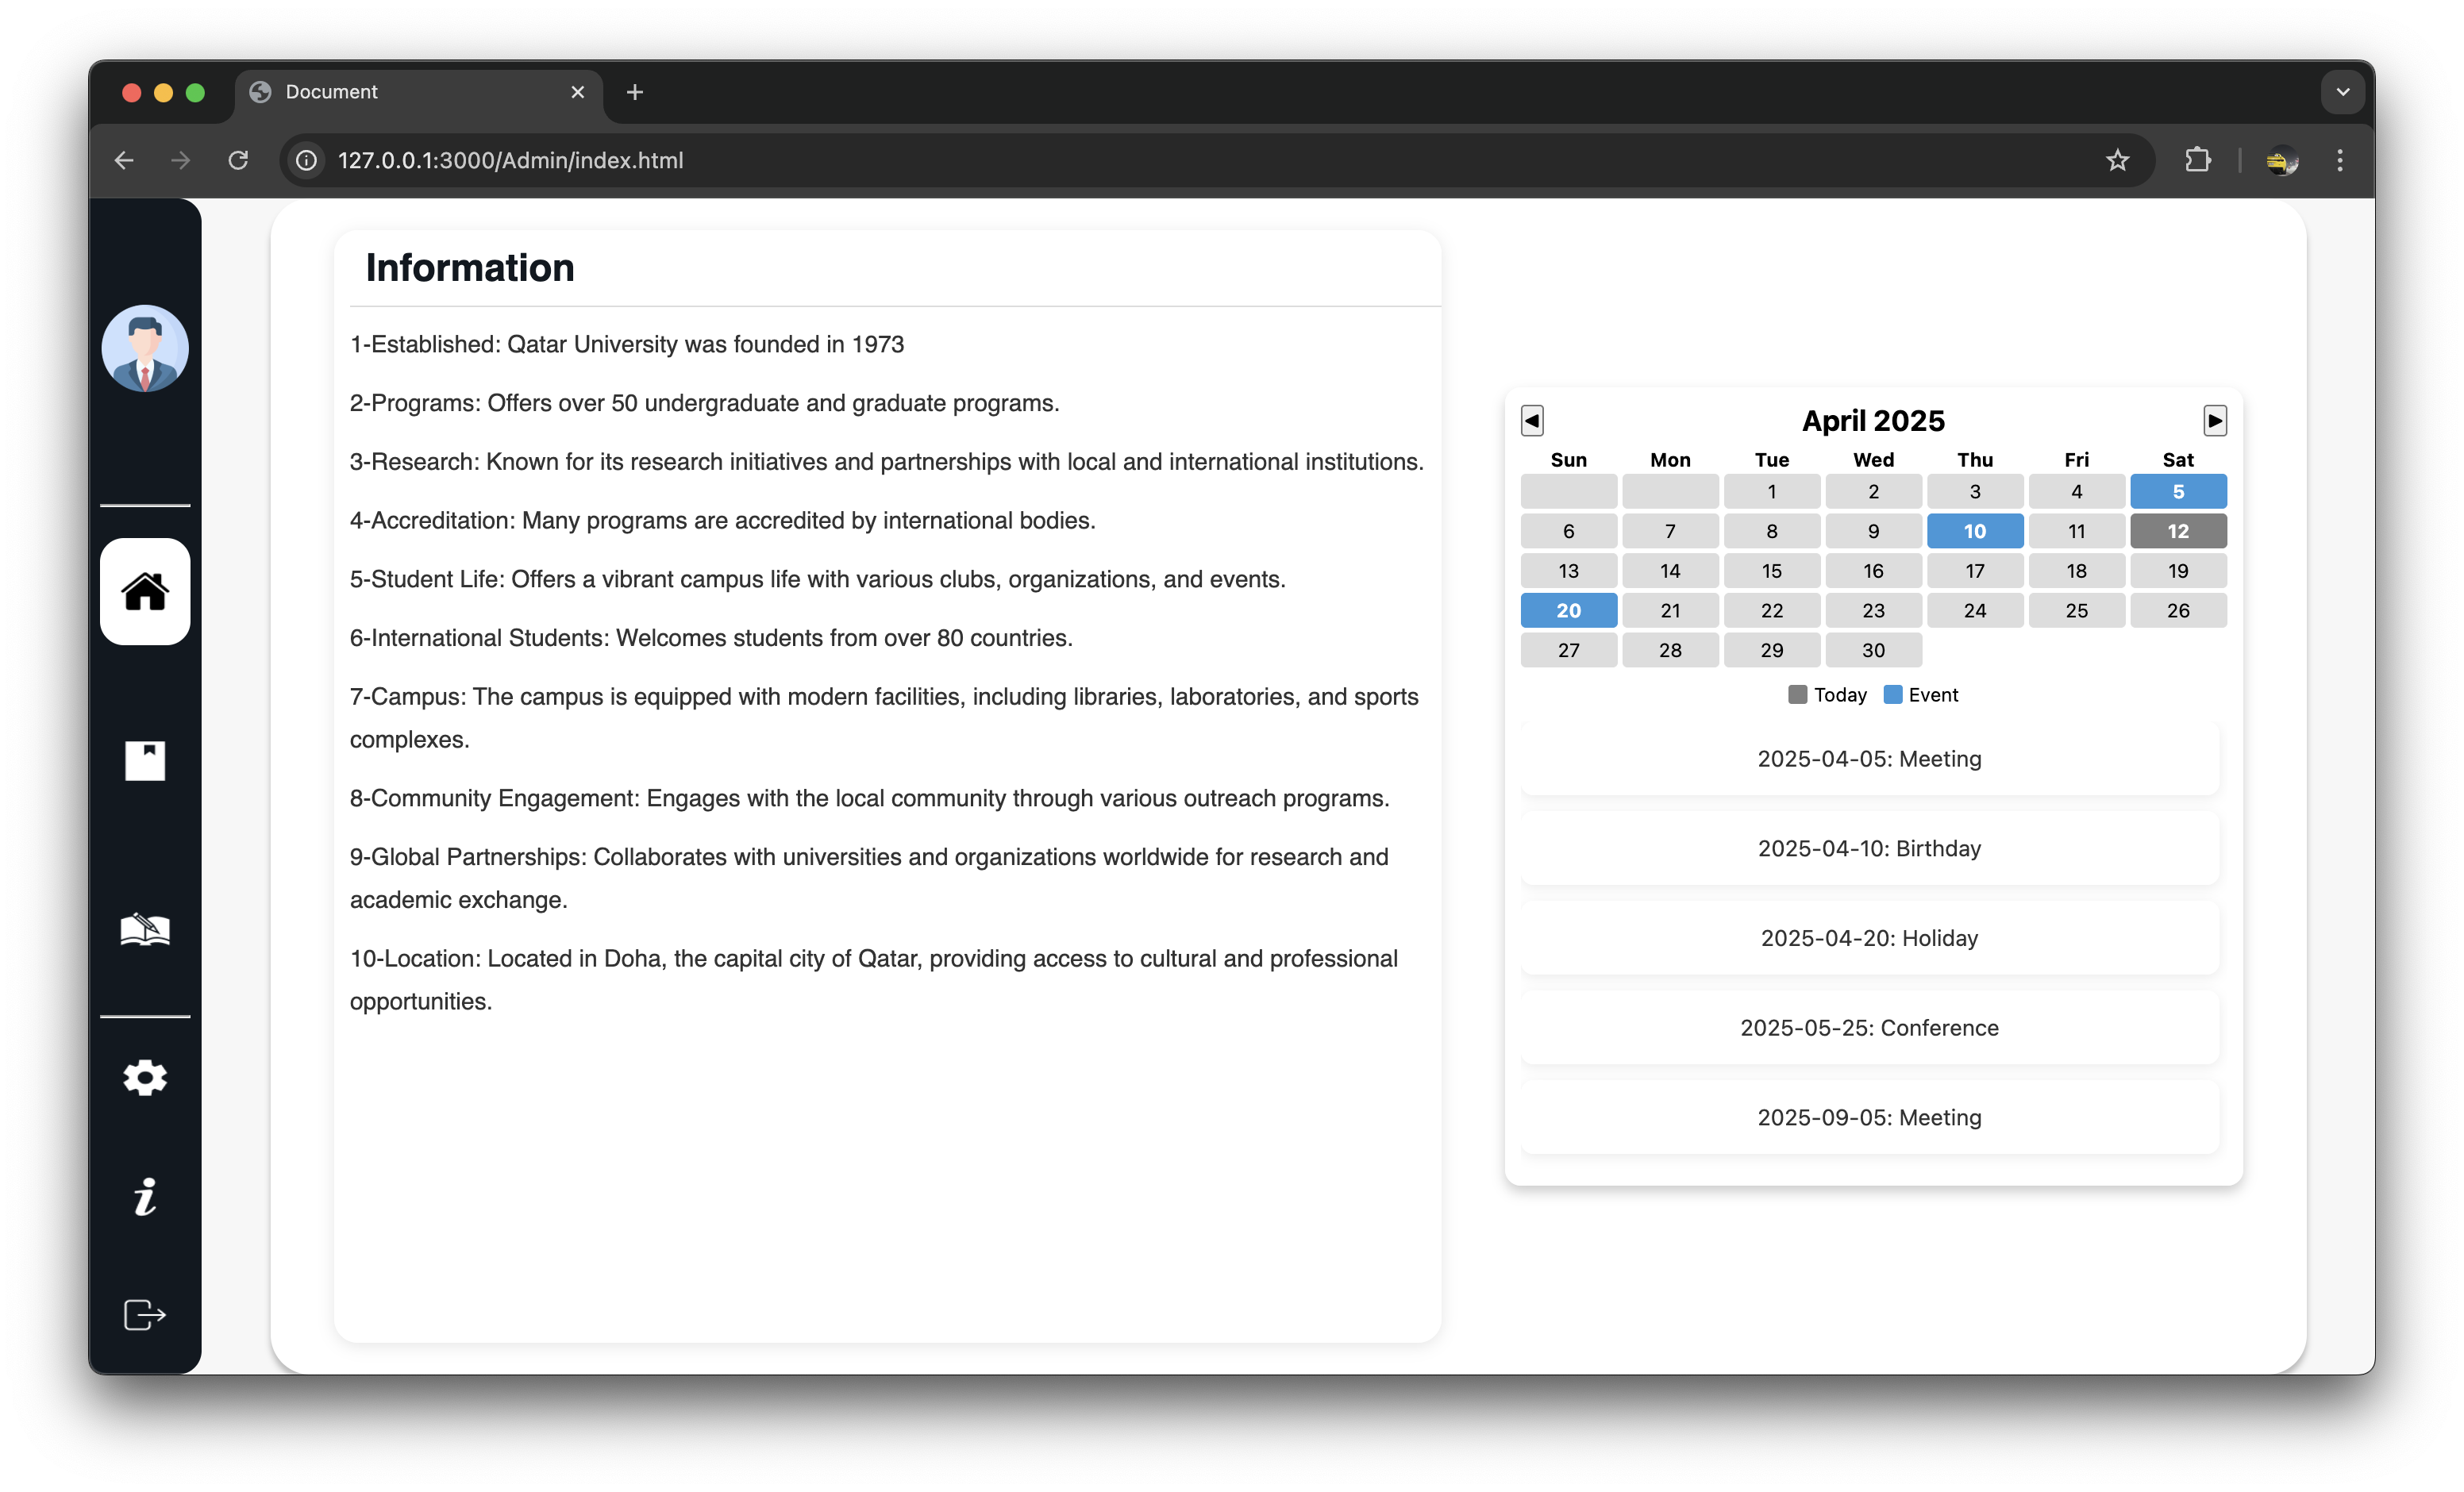 Document
127.0.0.1:3000/Admin/index.html
Information
1-Established: Qatar University was founded in 1973
2-Programs: Offers over 50 undergraduate and graduate programs.
3-Research: Known for its research initiatives and partnerships with local and international institutions.
4-Accreditation: Many programs are accredited by international bodies.
5-Student Life: Offers a vibrant campus life with various clubs, organizations, and events.
6-International Students: Welcomes students from over 80 countries.
7-Campus: The campus is equipped with modern facilities, including libraries, laboratories, and sports
complexes.
8-Community Engagement: Engages with the local community through various outreach programs.
9-Global Partnerships: Collaborates with universities and organizations worldwide for research and
academic exchange.
10-Location: Located in Doha, the capital city of Qatar, providing access to cultural and professional
opportunities.
April 2025
Sun Mon Tue Wed Thu Fri Sat
1 2 3 4 5
6 7 8 9 10 11 12
13 14 15 16 17 18 19
20 21 22 23 24 25 26
27 28 29 30
Today Event
2025-04-05: Meeting
2025-04-10: Birthday
2025-04-20: Holiday
2025-05-25: Conference
2025-09-05: Meeting